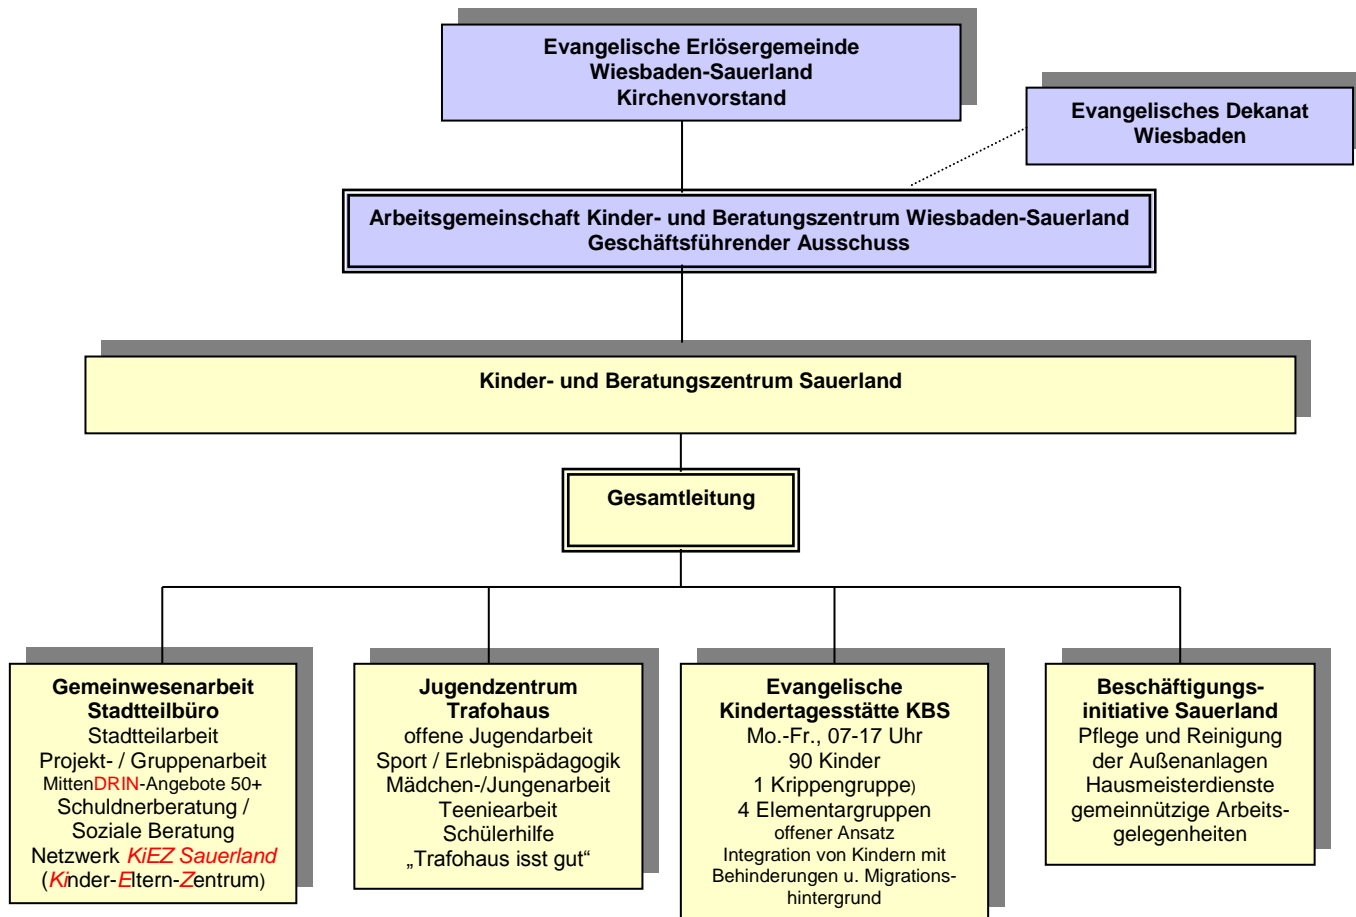 Evangelische Erlösergemeinde
Wiesbaden-Sauerland
Kirchenvorstand
Evangelisches Dekanat
Wiesbaden
Arbeitsgemeinschaft Kinder- und Beratungszentrum Wiesbaden-Sauerland
Geschäftsführender Ausschuss
Kinder- und Beratungszentrum Sauerland
Gesamtleitung
Gemeinwesenarbeit
Stadtteilbüro
Stadtteilarbeit
Projekt- / Gruppenarbeit
MittenDRIN-Angebote 50+
Schuldnerberatung /
Soziale Beratung
Netzwerk KiEZ Sauerland
(Kinder-Eltern-Zentrum)
Jugendzentrum
Trafohaus
offene Jugendarbeit
Sport / Erlebnispädagogik
Mädchen-/Jungenarbeit
Teeniearbeit
Schülerhilfe
„Trafohaus isst gut“
Evangelische
Kindertagesstätte KBS
Mo.-Fr., 07-17 Uhr
90 Kinder
1 Krippengruppe)
4 Elementargruppen
offener Ansatz
Integration von Kindern mit
Behinderungen u. Migrations-
hintergrund
Beschäftigungs-
initiative Sauerland
Pflege und Reinigung
der Außenanlagen
Hausmeisterdienste
gemeinnützige Arbeits-
gelegenheiten